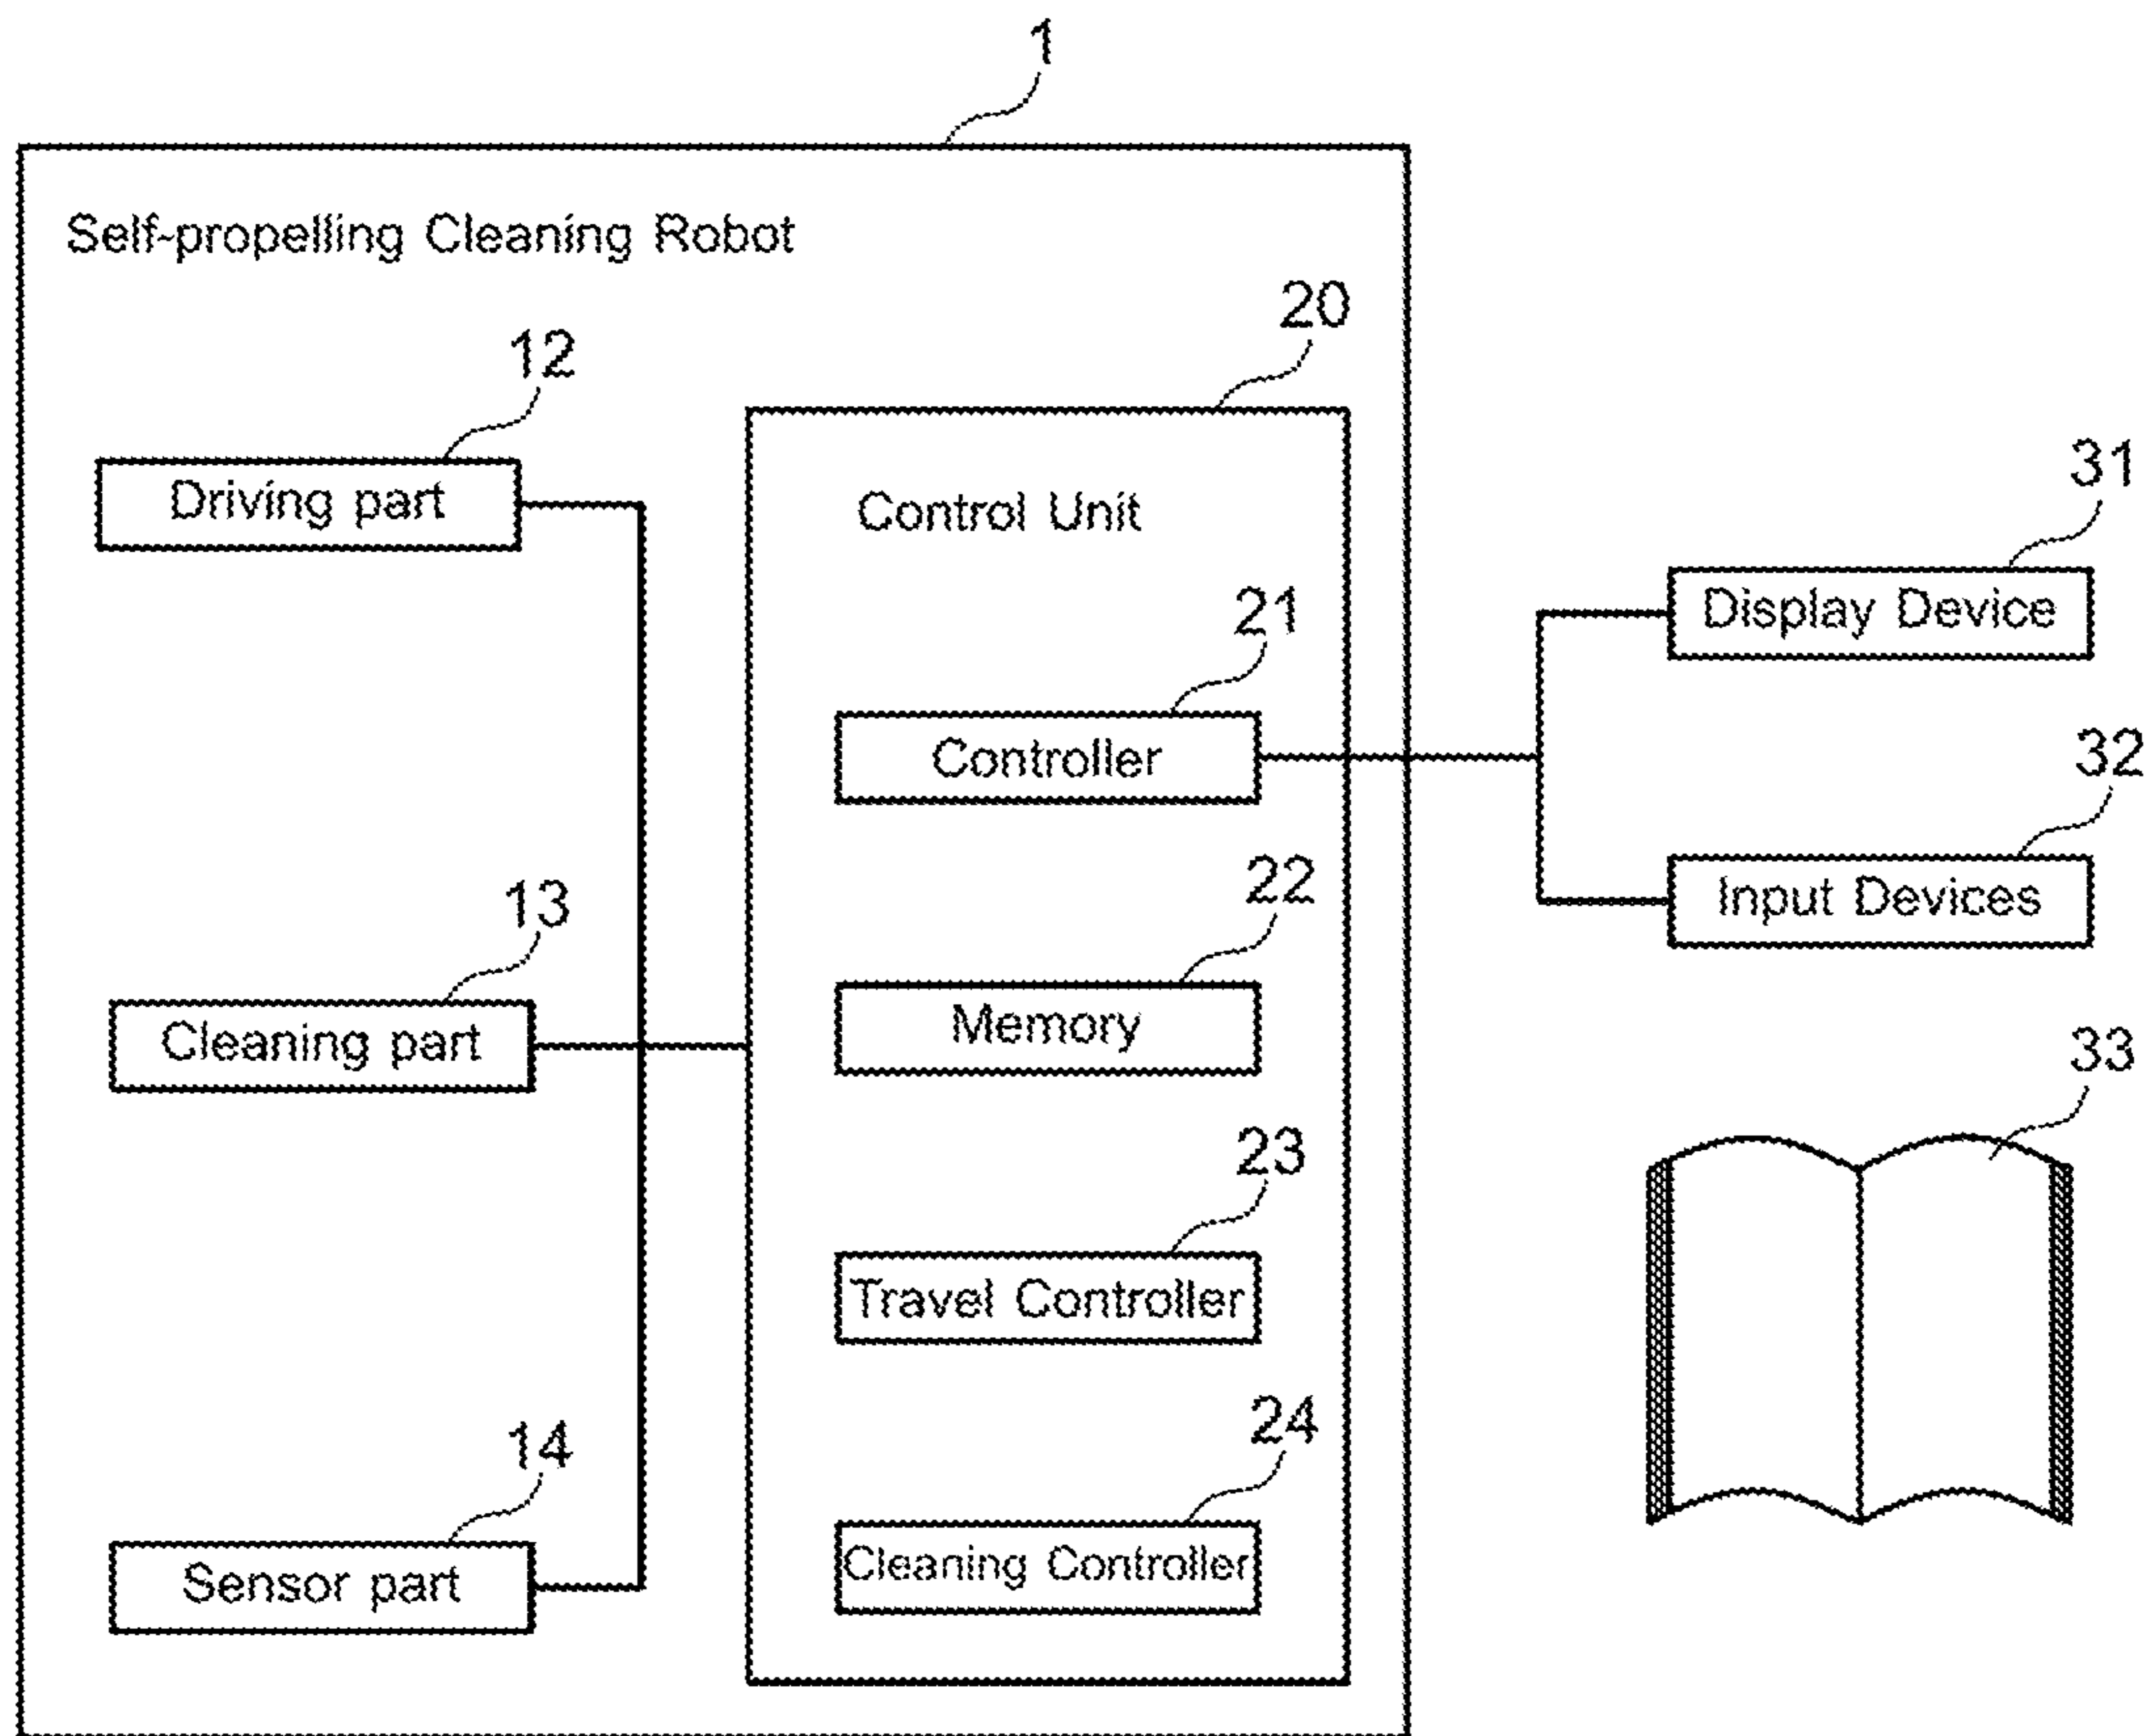 1
Self-propelling Cleaning Robot
20
12
Driving part
Control Unit
31
Display Device
21
Controller
32
Input Devices
22
Memory
13
Cleaning part
33
23
Travel Controller
24
Cleaning Controller
14
Sensor part